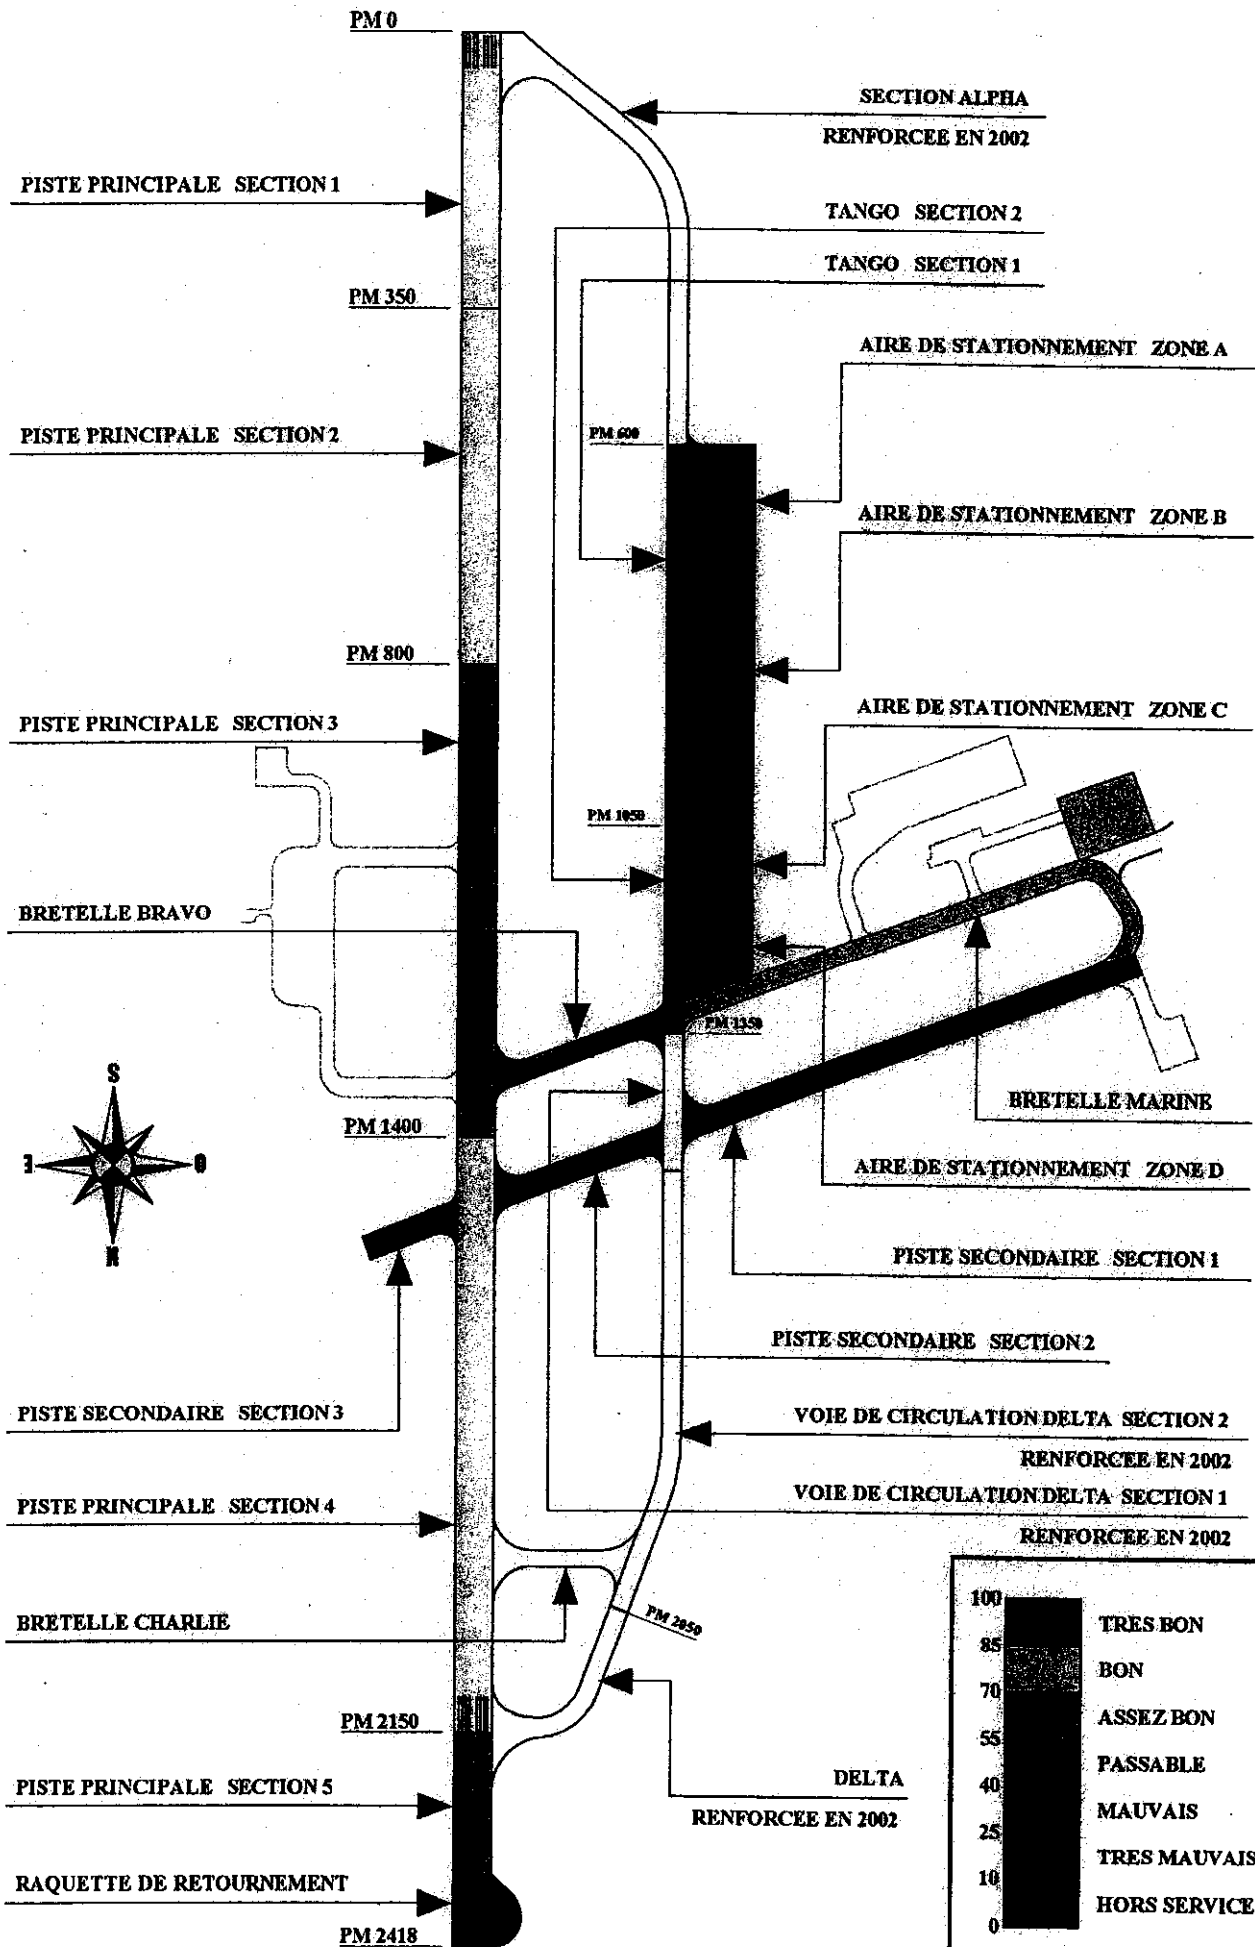 PM 0
SECTION ALPHA
RENFORCEE EN 2002
PISTE PRINCIPALE SECTION 1
TANGO SECTION 2
TANGO SECTION 1
PM 350
AIRE DE STATIONNEMENT ZONE A
PISTE PRINCIPALE SECTION 2
PM 600
AIRE DE STATIONNEMENT ZONE B
PM 800
PISTE PRINCIPALE SECTION 3
AIRE DE STATIONNEMENT ZONE C
PM 1050
BRETELLE BRAVO
PM 1350
S
E
O
N
PM 1400
BRETELLE MARINE
AIRE DE STATIONNEMENT ZONE D
PISTE SECONDAIRE SECTION 1
PISTE SECONDAIRE SECTION 2
PISTE SECONDAIRE SECTION 3
VOIE DE CIRCULATION DELTA SECTION 2
RENFORCEE EN 2002
PISTE PRINCIPALE SECTION 4
VOIE DE CIRCULATION DELTA SECTION 1
RENFORCEE EN 2002
BRETELLE CHARLIE
PM 2050
PM 2150
PISTE PRINCIPALE SECTION 5
DELTA
RENFORCEE EN 2002
RAQUETTE DE RETOURNEMENT
PM 2418
100
TRES BON
85
BON
70
ASSEZ BON
55
PASSABLE
40
MAUVAIS
25
TRES MAUVAIS
10
HORS SERVICE
0